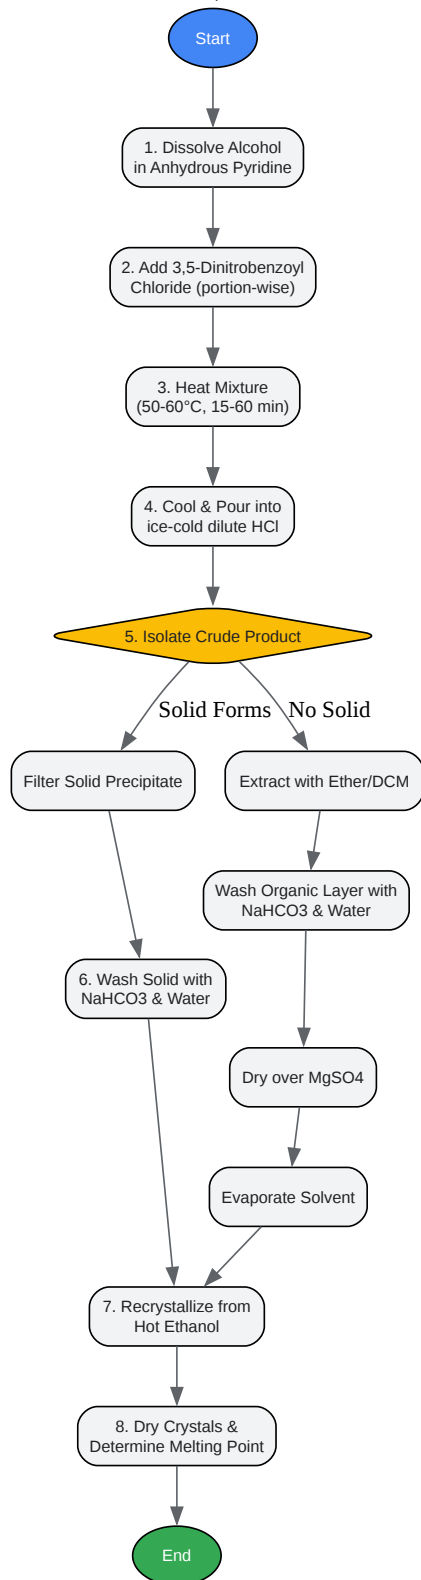 Start
1. Dissolve Alcohol
in Anhydrous Pyridine
2. Add 3,5-Dinitrobenzoyl
Chloride (portion-wise)
3. Heat Mixture
(50-60°C, 15-60 min)
4. Cool & Pour into
ice-cold dilute HCl
5. Isolate Crude Product
Solid Forms
No Solid
Filter Solid Precipitate
Extract with Ether/DCM
Wash Organic Layer with
NaHCO3 & Water
6. Wash Solid with
NaHCO3 & Water
Dry over MgSO4
Evaporate Solvent
7. Recrystallize from
Hot Ethanol
8. Dry Crystals &
Determine Melting Point
End